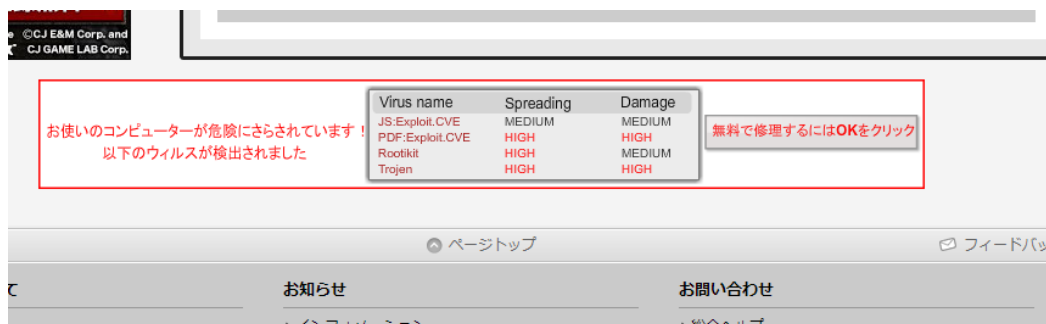 ©CJ E&M Corp. and
CJ GAME LAB Corp.
お使いのコンピューターが危険にさらされています！
以下のウィルスが検出されました
Virus name Spreading Damage
JS:Exploit.CVE MEDIUM MEDIUM
PDF:Exploit.CVE HIGH HIGH
Rootikit HIGH MEDIUM
Trojen HIGH HIGH
無料で修理するにはOKをクリック
ページトップ
フィードバッ
て お知らせ お問い合わせ